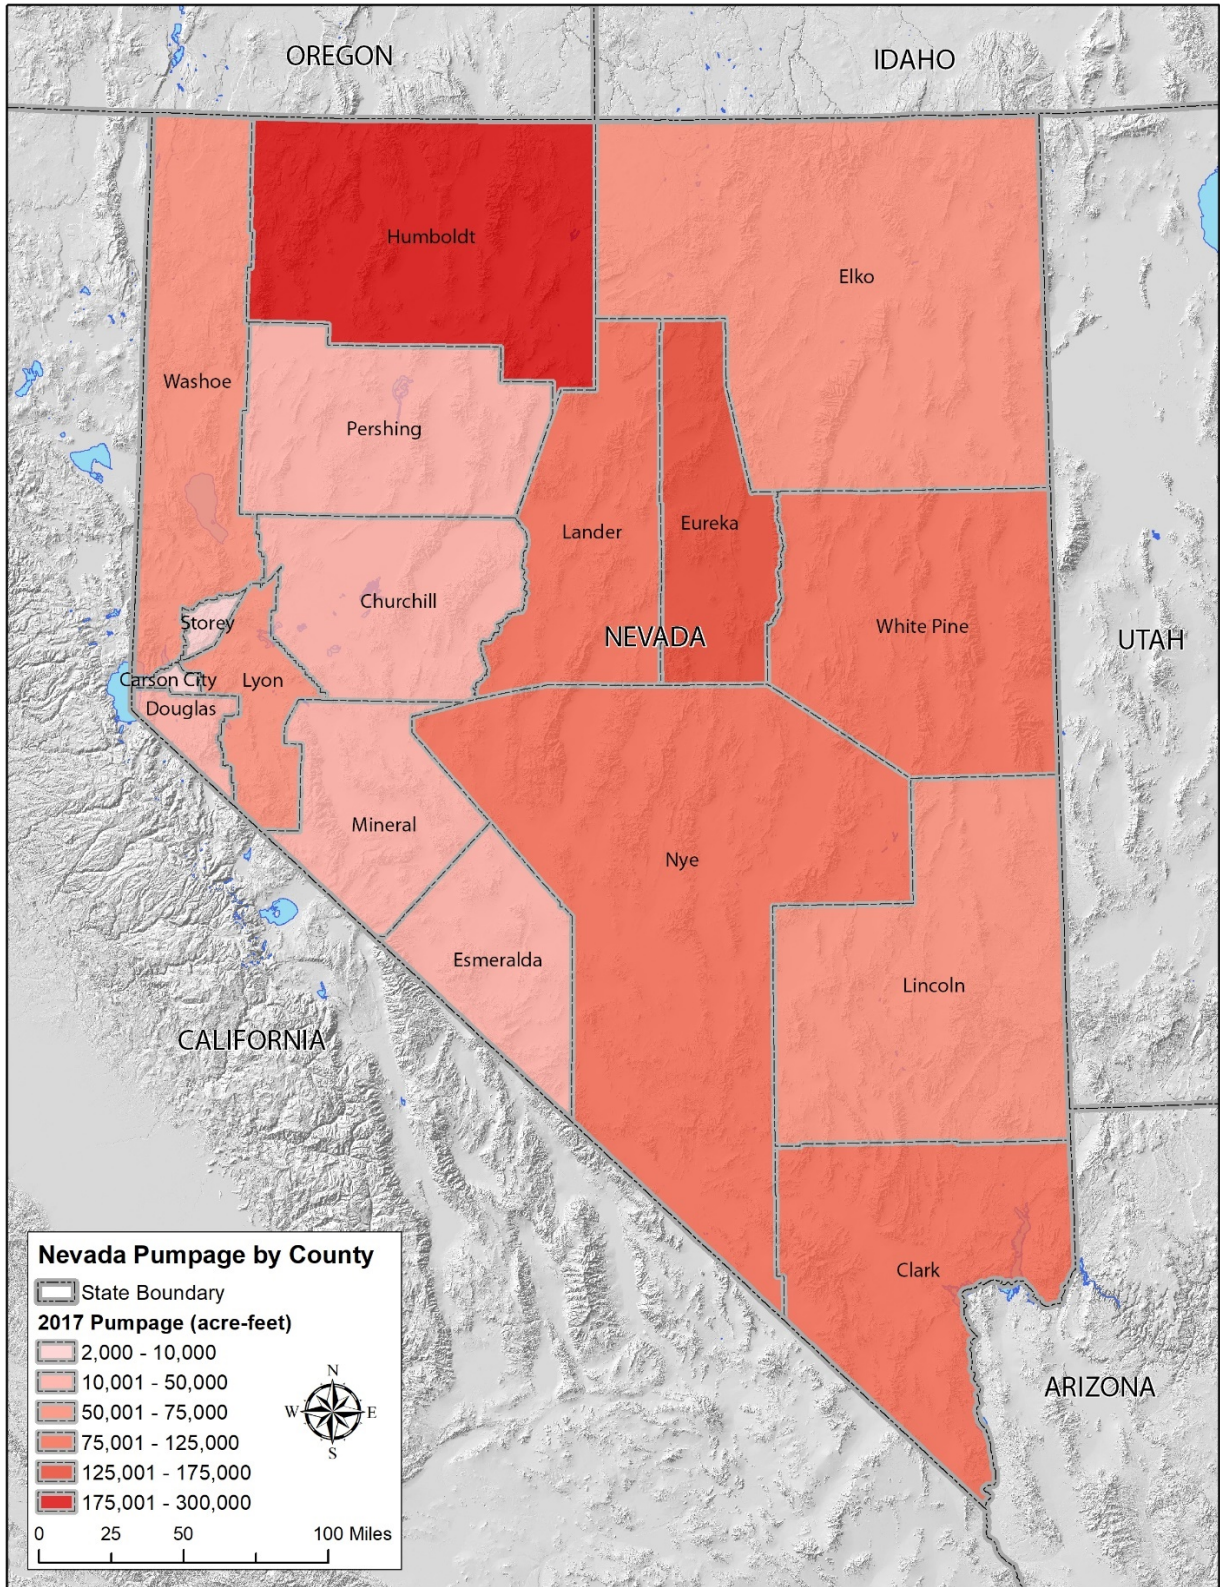 OREGON
IDAHO
Humboldt
Elko
Washoe
Pershing
Lander
Eureka
Churchill
Storey
NEVADA
White Pine
UTAH
Carson City
Lyon
Douglas
Mineral
Nye
Esmeralda
Lincoln
CALIFORNIA
Clark
ARIZONA
Nevada Pumpage by County
State Boundary
2017 Pumpage (acre-feet)
2,000 - 10,000
10,001 - 50,000
50,001 - 75,000
75,001 - 125,000
125,001 - 175,000
175,001 - 300,000
N
W E
S
0 25 50 100 Miles